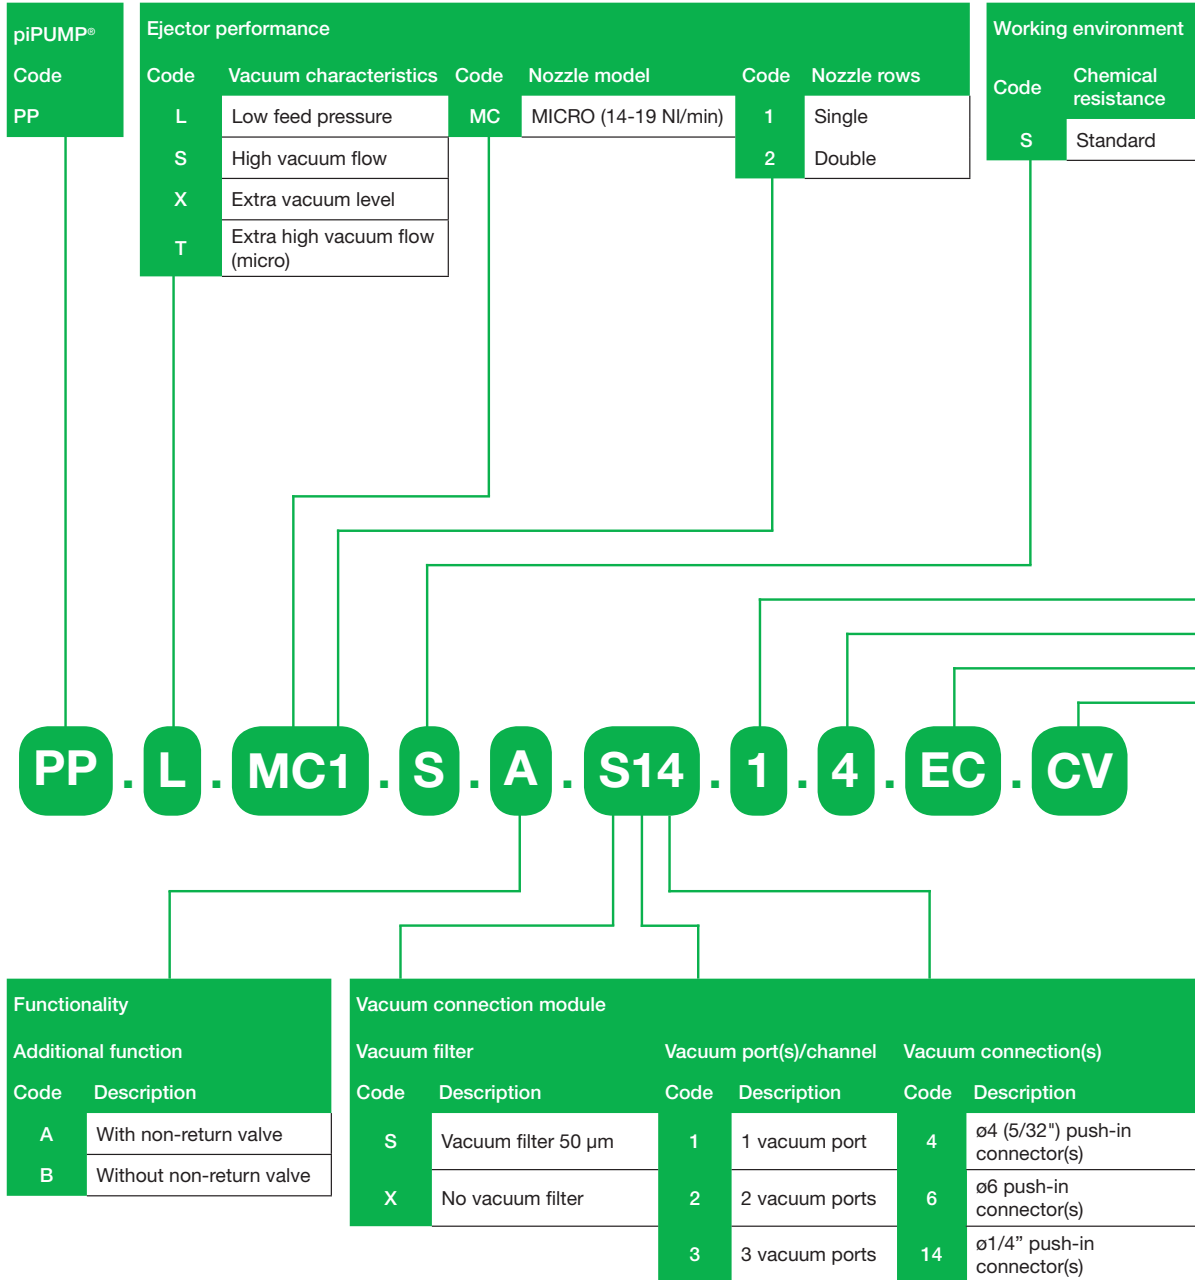 piPUMP®
Code
PP
Ejector performance
Code Vacuum characteristics Code Nozzle model Code Nozzle rows
L Low feed pressure MC MICRO (14-19 Nl/min) 1 Single
S High vacuum flow 2 Double
X Extra vacuum level
T Extra high vacuum flow
(micro)
Working environment
Code Chemical
resistance
S Standard
PP . L . MC1 . S . A . S14 . 1 . 4 . EC . CV
Functionality
Additional function
Code Description
A With non-return valve
B Without non-return valve
Vacuum connection module
Vacuum filter Vacuum port(s)/channel Vacuum connection(s)
Code Description Code Description Code Description
S Vacuum filter 50 µm 1 1 vacuum port 4 ø4 (5/32") push-in
connector(s)
X No vacuum filter 2 2 vacuum ports 6 ø6 push-in
connector(s)
3 3 vacuum ports 14 ø1/4” push-in
connector(s)